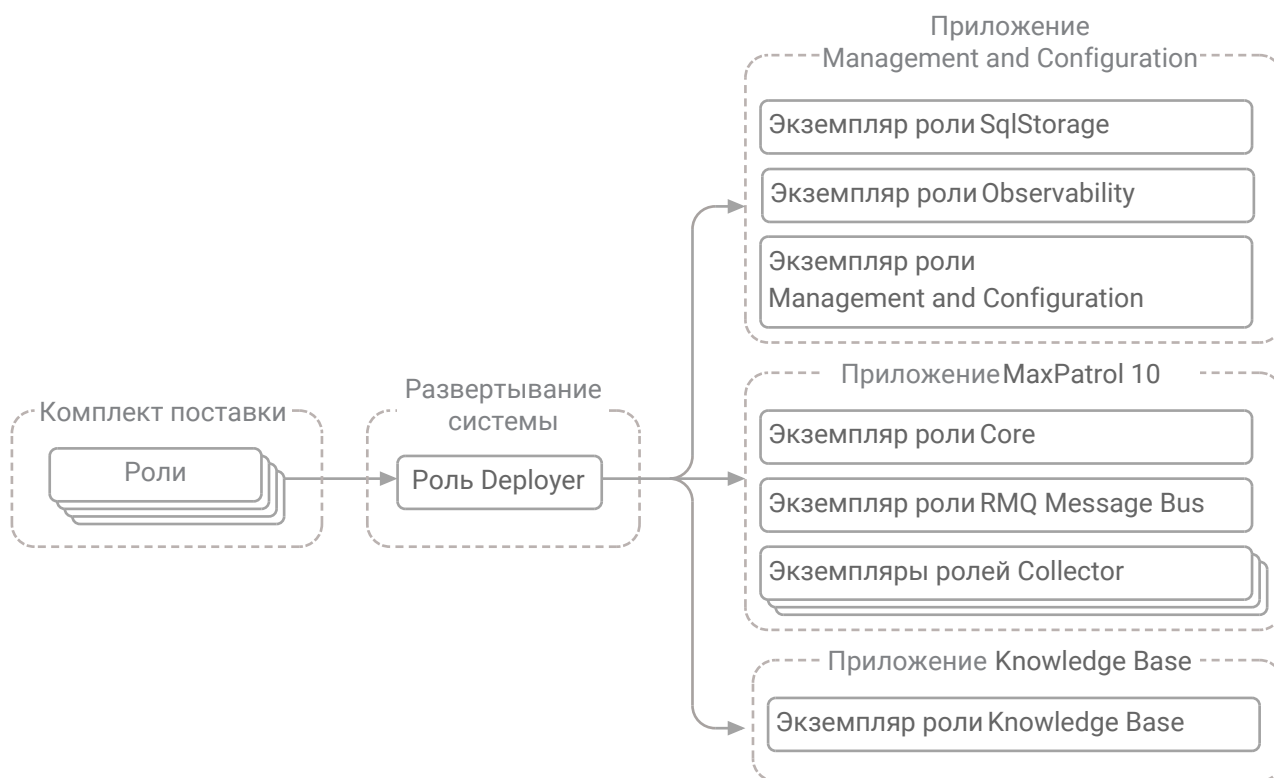 Приложение
Management and Configuration
Экземпляр роли SqlStorage
Экземпляр роли Observability
Экземпляр роли
Management and Configuration
Приложение MaxPatrol 10
Экземпляр роли Core
Экземпляр роли RMQ Message Bus
Экземпляры ролей Collector
Приложение Knowledge Base
Экземпляр роли Knowledge Base
Развертывание
системы
Роль Deployer
Комплект поставки
Роли